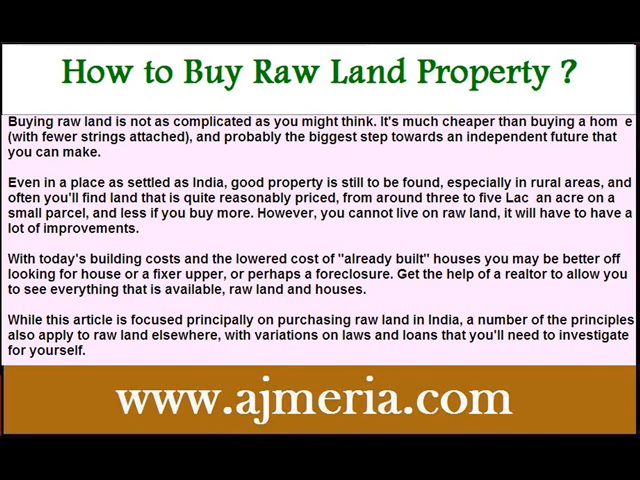 How to Buy Raw Land Property ?
Buying raw land is not as complicated as you might think. It's much cheaper than buying a hom e
(with fewer strings attached), and probably the biggest step towards an independent future that
you can make.
Even in a place as settled as India, good property is still to be found, especially in rural areas, and
often you'll find land that is quite reasonably priced, from around three to five Lac an acre on a
small parcel, and less if you buy more. However, you cannot live on raw land, it will have to have a
lot of improvements.
With today's building costs and the lowered cost of "already built" houses you may be better off
looking for house or a fixer upper, or perhaps a foreclosure. Get the help of a realtor to allow you
to see everything that is available, raw land and houses.
While this article is focused principally on purchasing raw land in India, a number of the principles
also apply to raw land elsewhere, with variations on laws and loans that you'll need to investigate
for yourself.
www.ajmeria.com